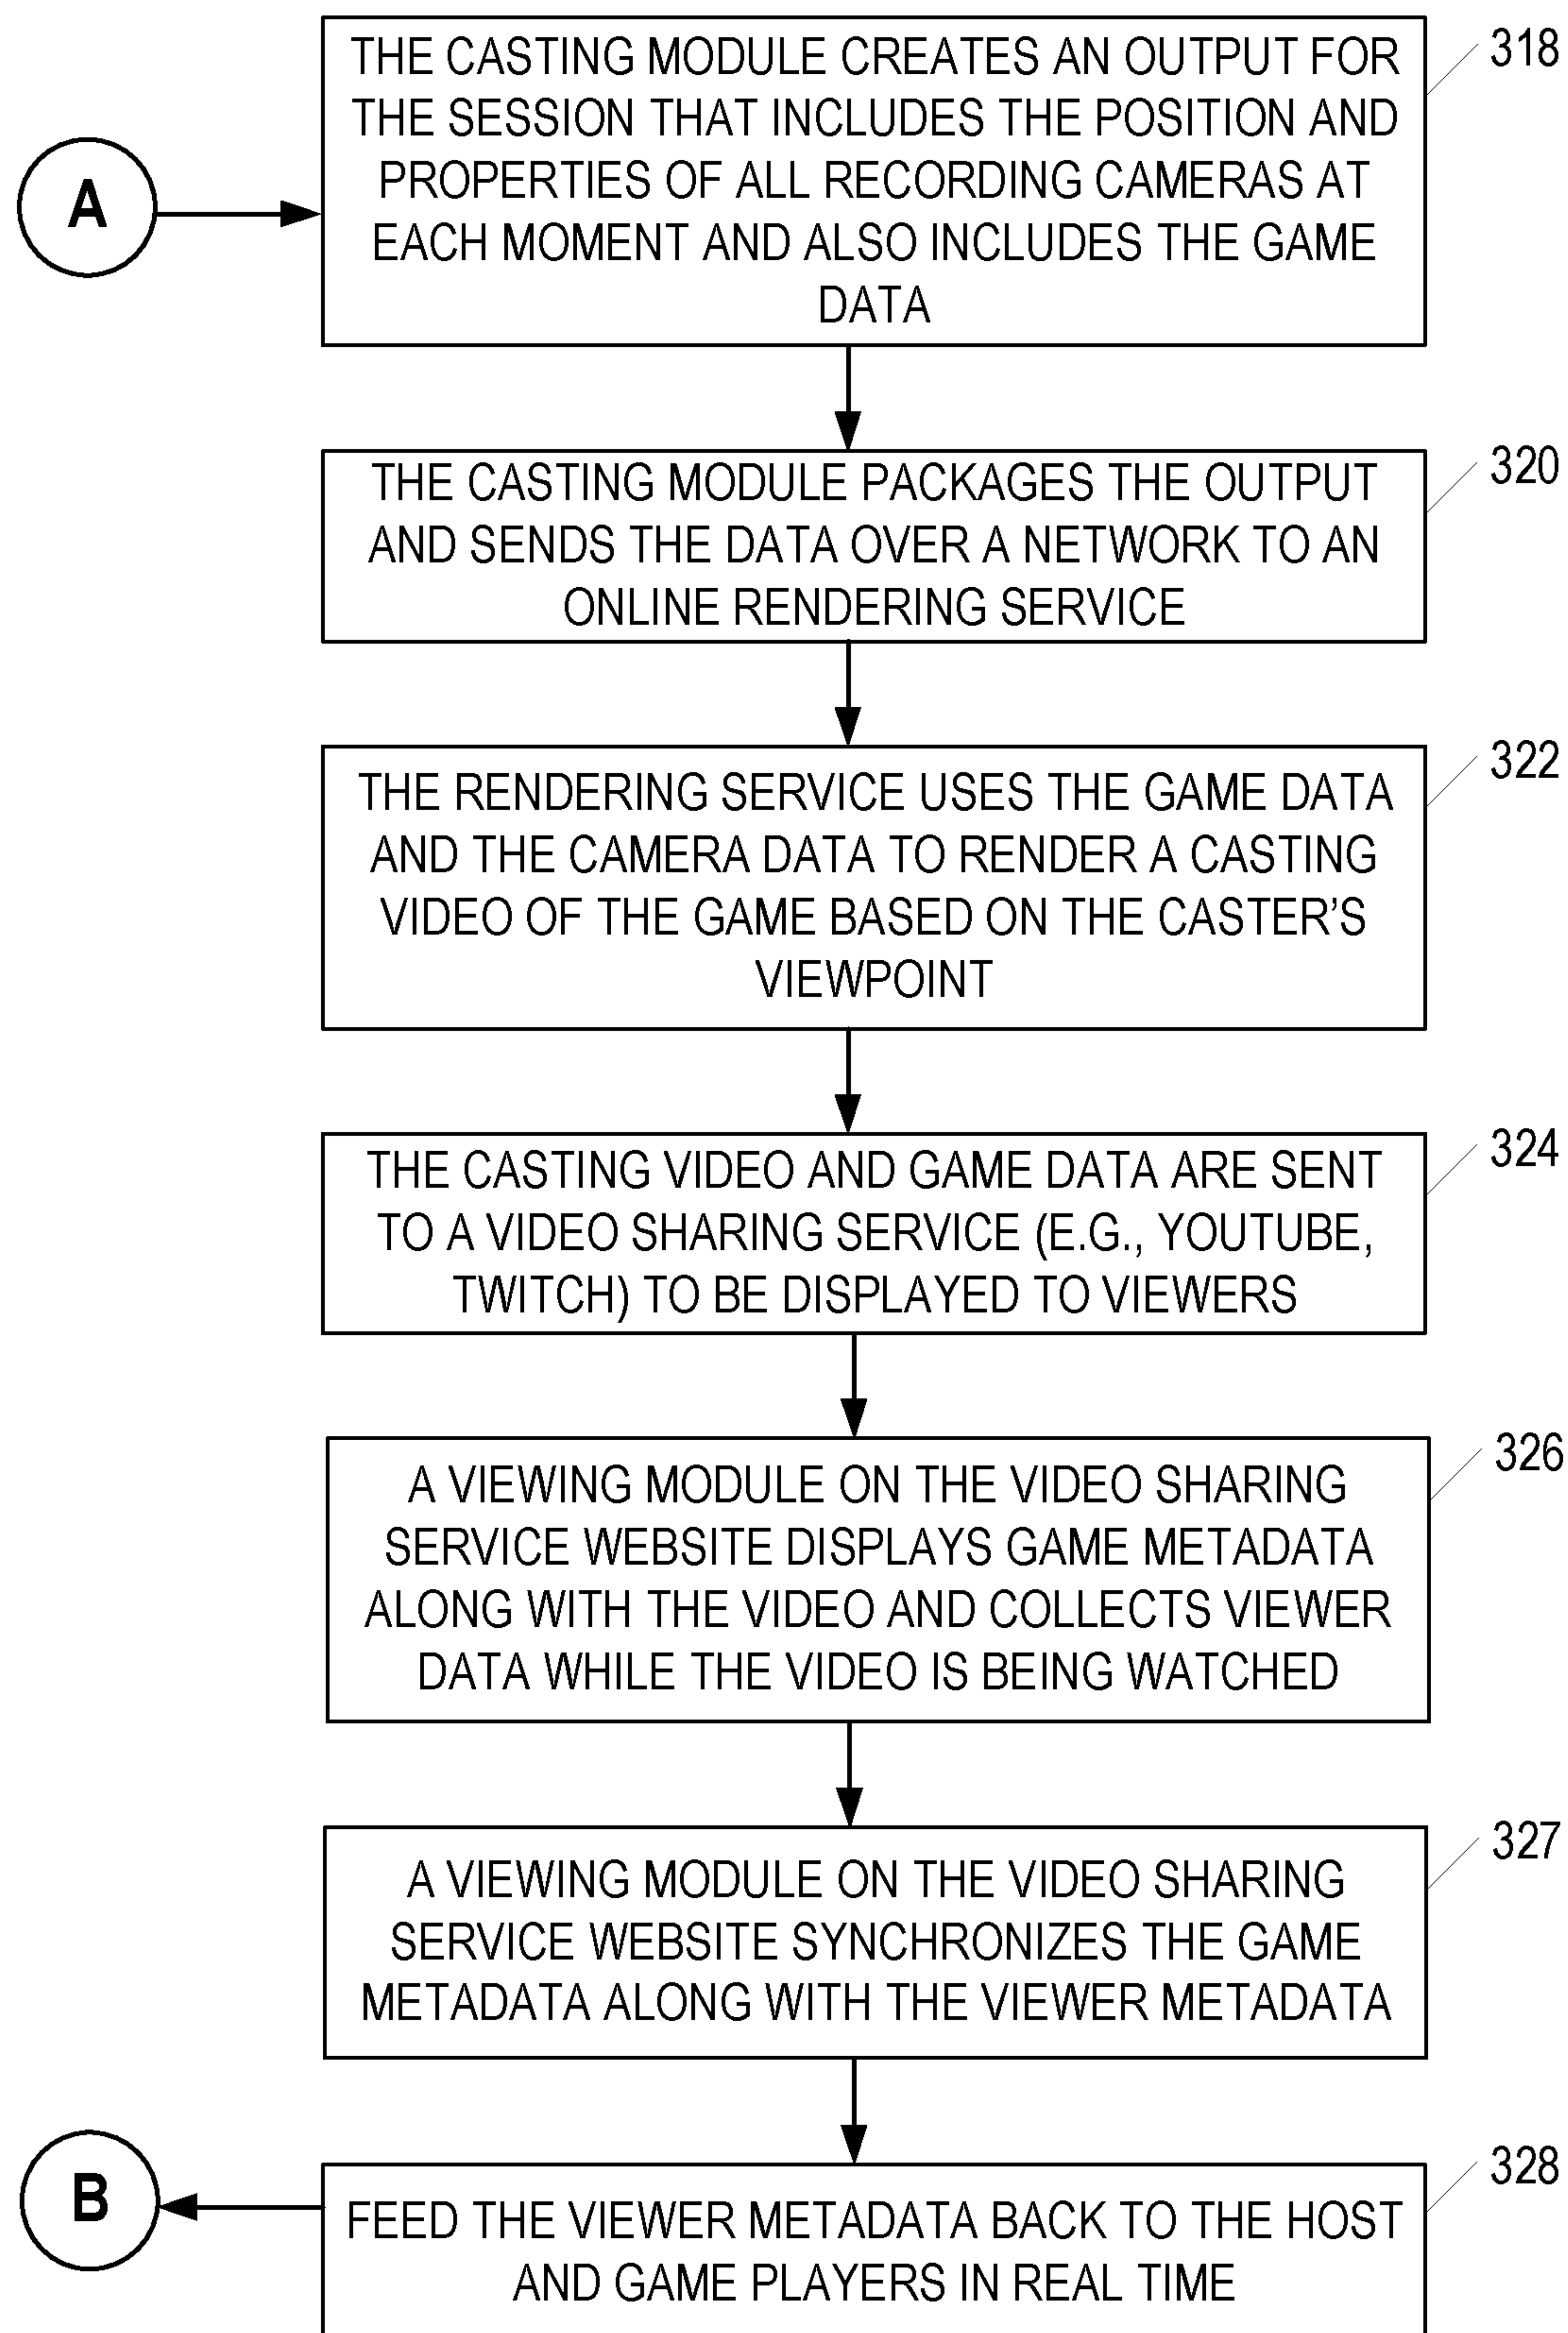 THE CASTING MODULE CREATES AN OUTPUT FOR
THE SESSION THAT INCLUDES THE POSITION AND
PROPERTIES OF ALL RECORDING CAMERAS AT
EACH MOMENT AND ALSO INCLUDES THE GAME
DATA
318
A
THE CASTING MODULE PACKAGES THE OUTPUT
AND SENDS THE DATA OVER A NETWORK TO AN
ONLINE RENDERING SERVICE
320
THE RENDERING SERVICE USES THE GAME DATA
AND THE CAMERA DATA TO RENDER A CASTING
VIDEO OF THE GAME BASED ON THE CASTER’S
VIEWPOINT
322
THE CASTING VIDEO AND GAME DATA ARE SENT
TO A VIDEO SHARING SERVICE (E.G., YOUTUBE,
TWITCH) TO BE DISPLAYED TO VIEWERS
324
A VIEWING MODULE ON THE VIDEO SHARING
SERVICE WEBSITE DISPLAYS GAME METADATA
ALONG WITH THE VIDEO AND COLLECTS VIEWER
DATA WHILE THE VIDEO IS BEING WATCHED
326
A VIEWING MODULE ON THE VIDEO SHARING
SERVICE WEBSITE SYNCHRONIZES THE GAME
METADATA ALONG WITH THE VIEWER METADATA
327
B
FEED THE VIEWER METADATA BACK TO THE HOST
AND GAME PLAYERS IN REAL TIME
328